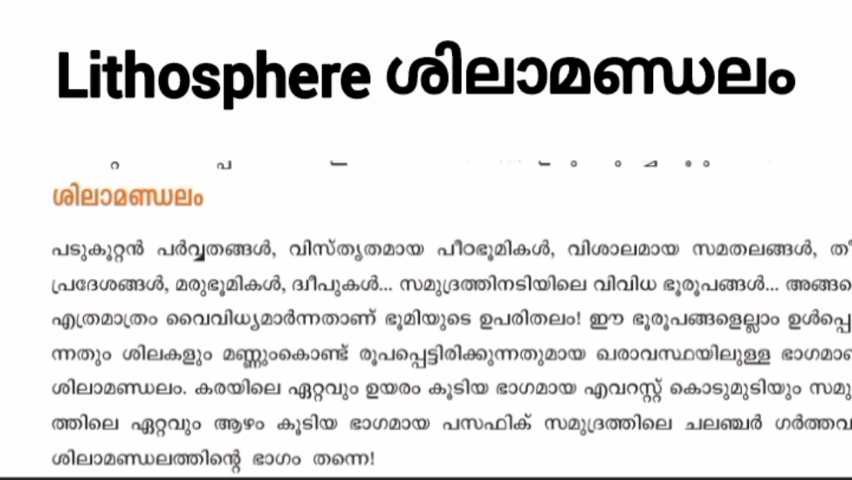 Lithosphere ശിലാമണ്ഡലം
ശിലാമണ്ഡലം
പടുകൂറ്റൻ പർവ്വതങ്ങൾ, വിസ്തൃതമായ പീഠഭൂമികൾ, വിശാലമായ സമതലങ്ങൾ,
പ്രദേശങ്ങൾ, മരുഭൂമികൾ, ദ്വീപുകൾ... സമുദ്രത്തിനടിയിലെ വിവിധ ഭൂരൂപങ്ങൾ...
എത്രമാത്രം വൈവിധ്യമാർന്നതാണ് ഭൂമിയുടെ ഉപരിതലം! ഈ ഭൂരൂപങ്ങളെല്ലാം
ന്നതും ശിലകളും മണ്ണുംകൊണ്ട് രൂപപ്പെട്ടിരിക്കുന്നതുമായ ഖരാവസ്ഥയിലുള്ള
ശിലാമണ്ഡലം. കരയിലെ ഏറ്റവും ഉയരം കൂടിയ ഭാഗമായ എവറസ്റ്റ് കൊടുമുടിയും
ത്തിലെ ഏറ്റവും ആഴം കൂടിയ ഭാഗമായ പസഫിക് സമുദ്രത്തിലെ ചലഞ്ചർ
ശിലാമണ്ഡലത്തിന്റെ ഭാഗം തന്നെ!